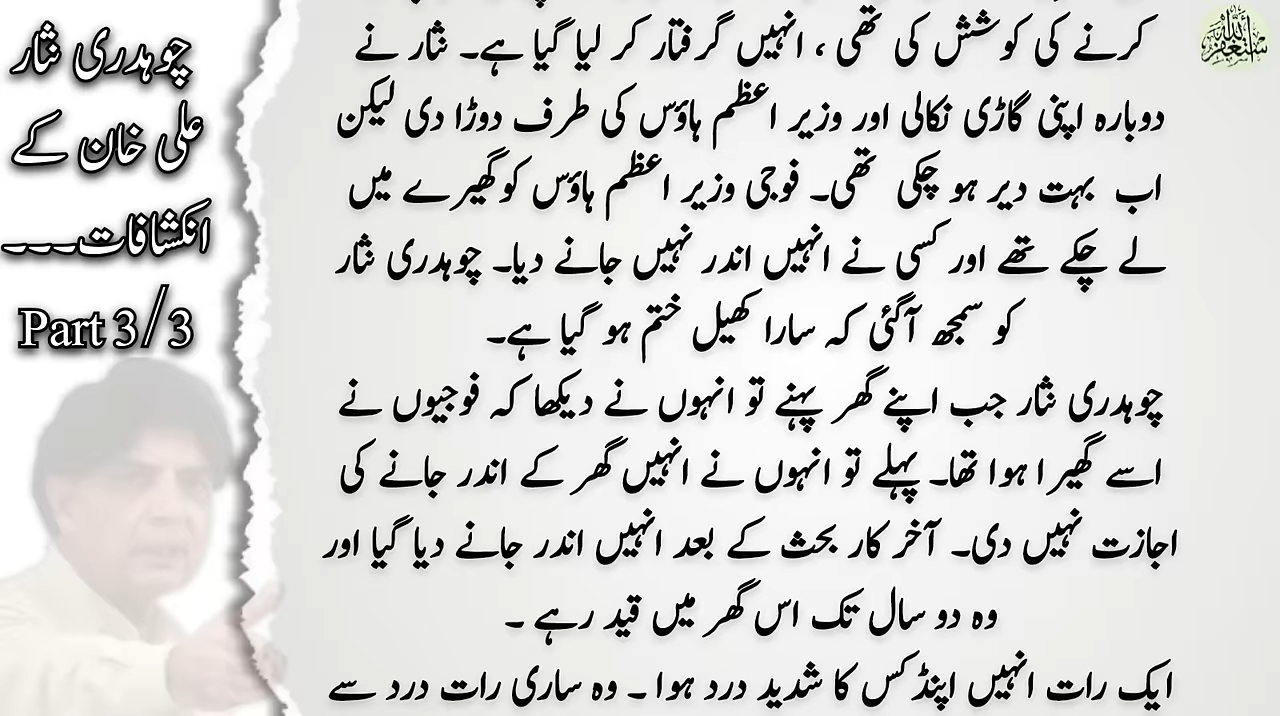 چوہدری نثار
علی خان کے
انکشافات۔۔۔
Part 3/3
کرنے کی کوشش کی تھی ، انہیں گرفتار کر لیا گیا ہے۔ نثار نے
دوبارہ اپنی گاڑی نکالی اور وزیر اعظم ہاؤس کی طرف دوڑا دی لیکن
اب بہت دیر ہو چکی تھی۔ فوجی وزیر اعظم ہاؤس کو گھیرے میں
لے چکے تھے اور کسی نے انہیں اندر نہیں جانے دیا۔ چوہدری نثار
کو سمجھ آگئی کہ سارا کھیل ختم ہو گیا ہے۔
چوہدری نثار جب اپنے گھر پہنے تو انہوں نے دیکھا کہ فوجیوں نے
اسے گھیرا ہوا تھا۔ پہلے تو انہوں نے انہیں گھر کے اندر جانے کی
اجازت نہیں دی۔ آخر کار بحث کے بعد انہیں اندر جانے دیا گیا اور
وہ دو سال تک اس گھر میں قید رہے ۔
ایک رات انہیں اپنڈکس کا شدید درد ہوا ۔ وہ ساری رات درد سے